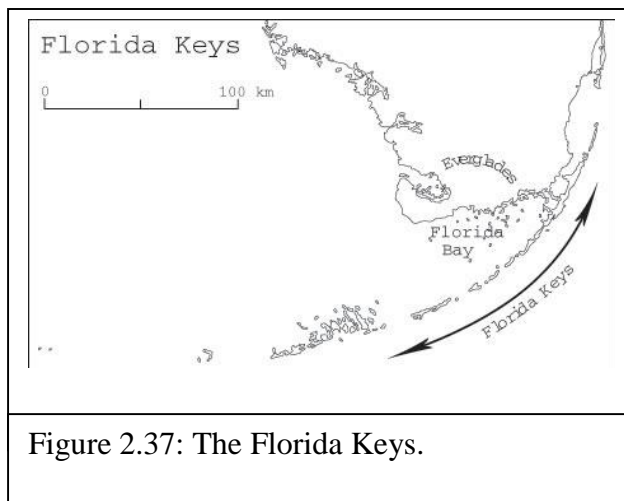 Florida Keys
0 100 km
Everglades
Florida
Bay
Florida Keys
Figure 2.37: The Florida Keys.